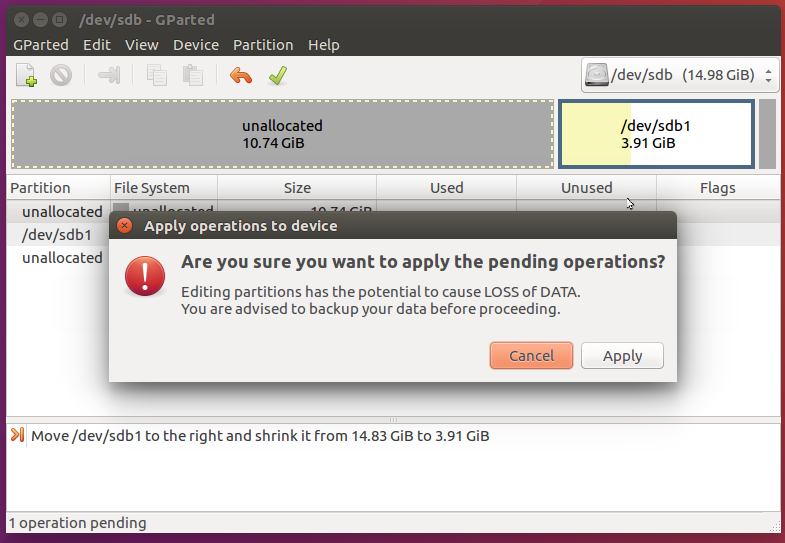 /dev/sdb - GParted
GParted Edit View Device Partition Help
/dev/sdb (14.98 GiB)
unallocated
10.74 GiB
/dev/sdb1
3.91 GiB
Partition File System Size Used Unused Flags
unallocated unallocated 10.74 GiB
/dev/sdb1
unallocated
Apply operations to device
Are you sure you want to apply the pending operations?
Editing partitions has the potential to cause LOSS of DATA.
You are advised to backup your data before proceeding.
Cancel Apply
Move /dev/sdb1 to the right and shrink it from 14.83 GiB to 3.91 GiB
1 operation pending